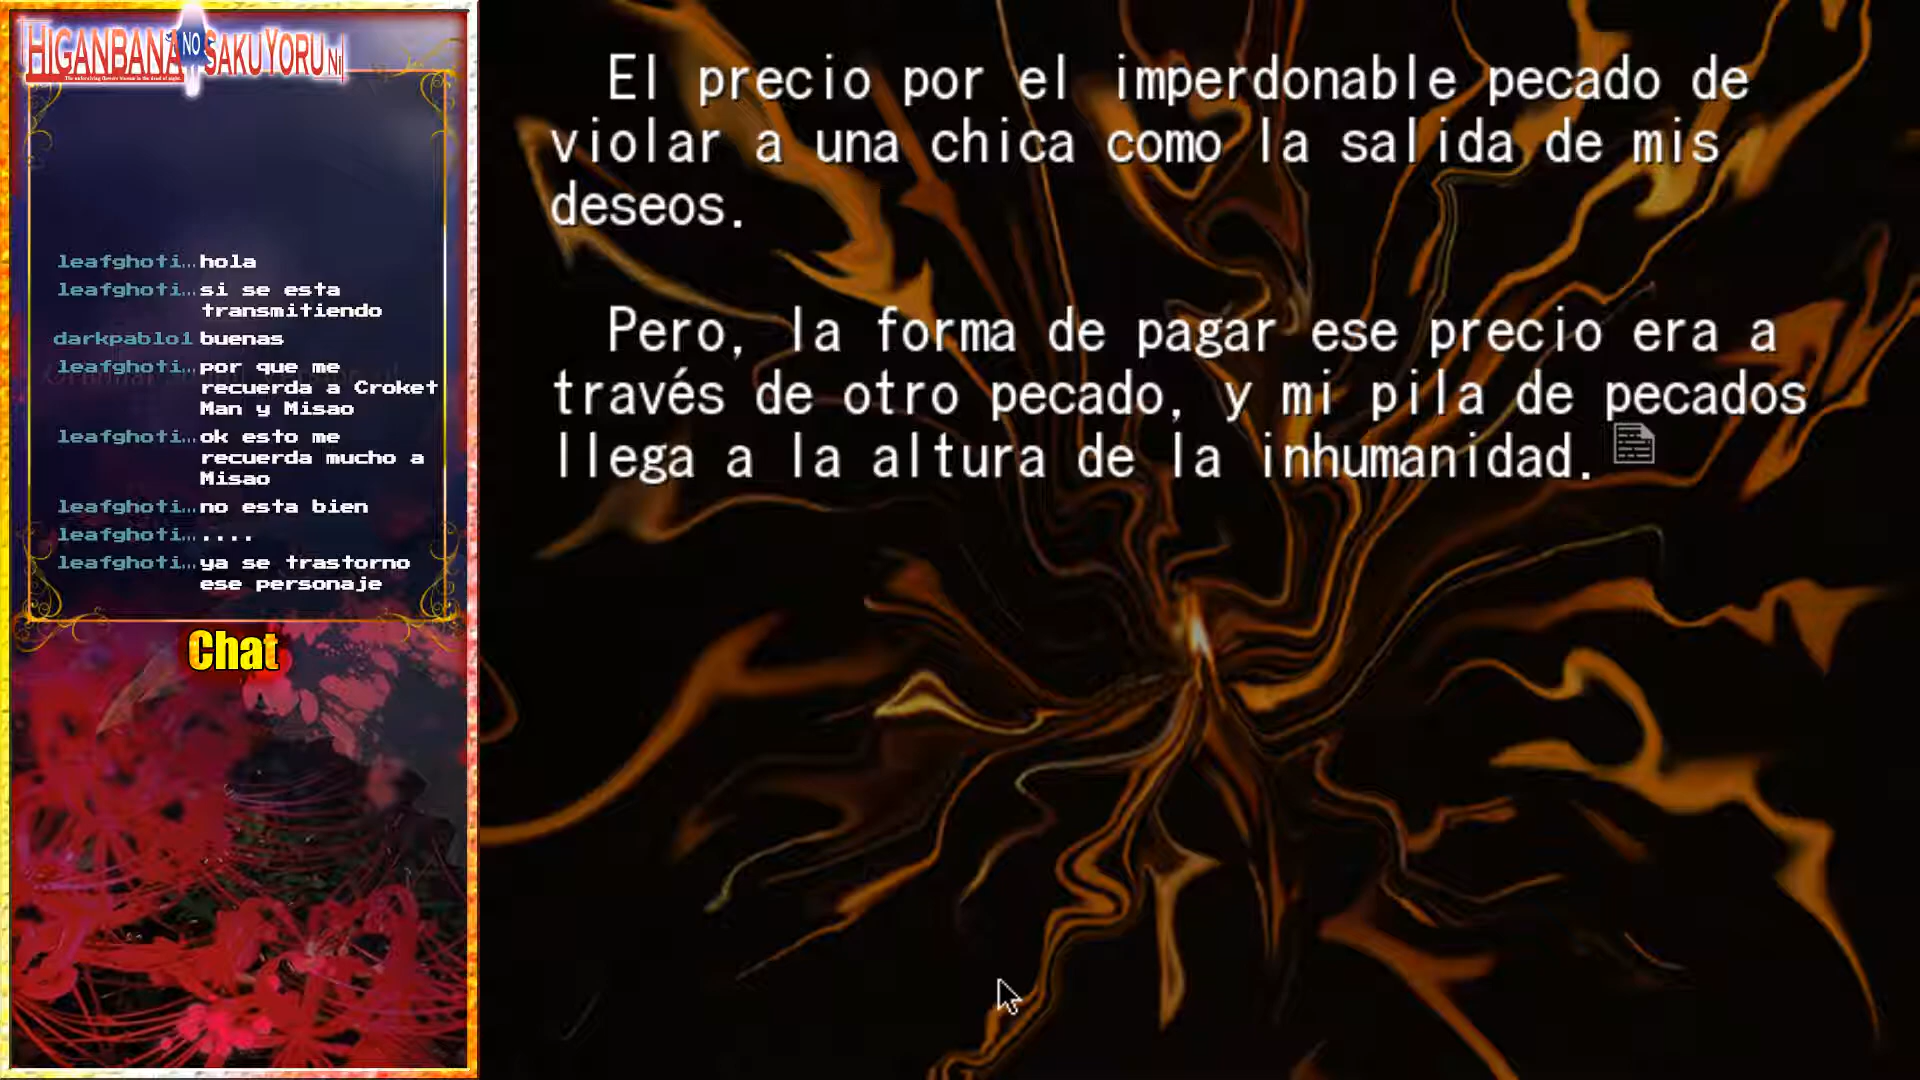 HIGANBANA NO SAKU YORU NI
hola
leafghoti...
leafghoti... si se esta
transmitiendo
darkpablo1 buenas
leafghoti... por que me
recuerda a Croket
Man y Misao
leafghoti... ok esto me
recuerda mucho a
Misao
leafghoti... no esta bien
leafghoti... ....
leafghoti... ya se trastorno
ese personaje
Chat
El precio por el imperdonable pecado de
violar a una chica como la salida de mis
deseos.
Pero, la forma de pagar ese precio era a
través de otro pecado, y mi pila de pecados
llega a la altura de la inhumanidad.